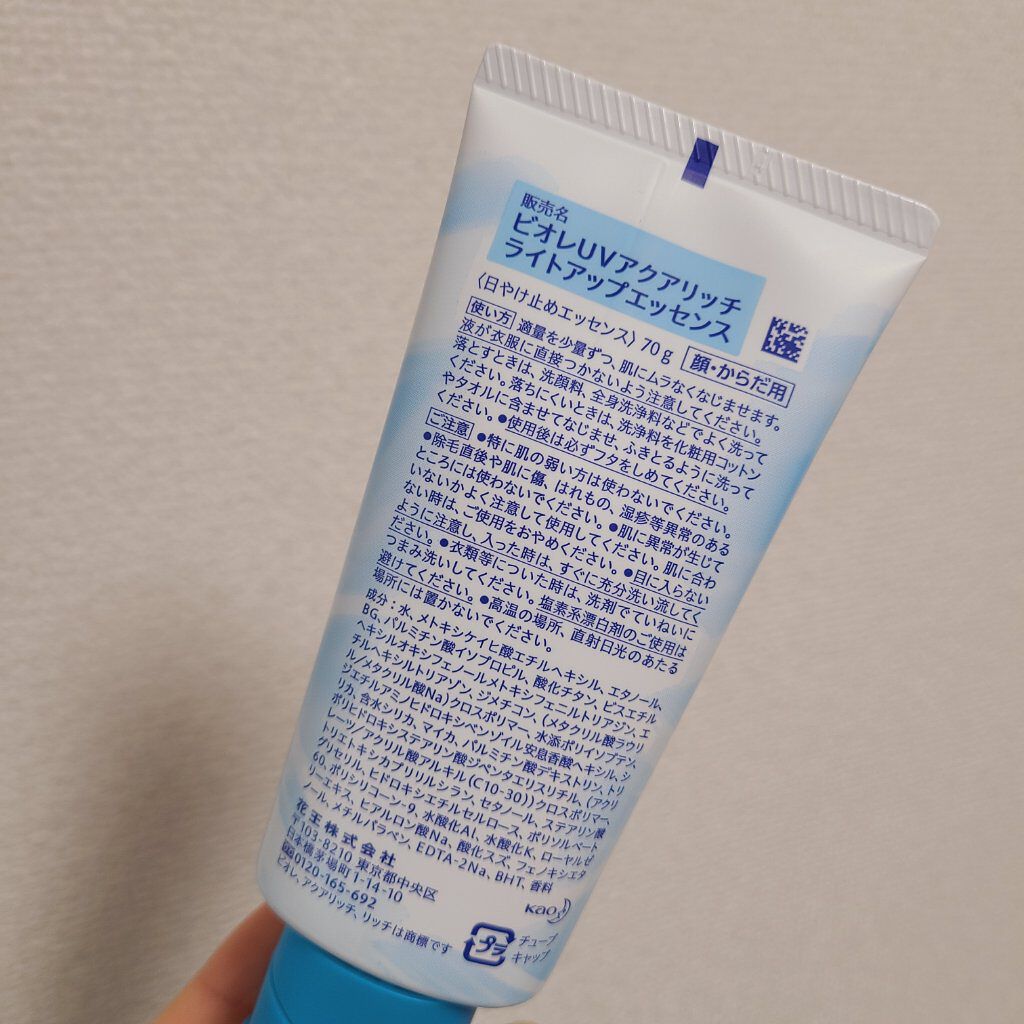 販売名
ビオレUVアクアリッチ
ライトアップエッセンス
〈日やけ止めエッセンス〉70g 顔・からだ用
使い方 適量を少量ずつ、肌にムラなくなじませます。
液が衣服に直接つかないよう注意してください。
落とすときは、洗顔料、全身洗浄料などでよく洗って
ください。落ちにくいときは、洗浄料を化粧用コットン
やタオルに含ませてなじませ、ふきとるように洗って
ください。●使用後は必ずフタをしめてください。
ご注意 ●特に肌の弱い方は使わないでください。
●除毛直後や肌に傷、はれもの、湿疹等異常のある
ところには使わないでください。●肌に異常が生じて
いないかよく注意して使用してください。肌に合わ
ない時は、ご使用をおやめください。●目に入らない
ように注意し、入った時は、すぐに充分洗い流してく
ださい。●衣類等についた時は、洗剤でていねいに
つまみ洗いしてください。塩素系漂白剤のご使用は
避けてください。●高温の場所、直射日光のあたる
場所には置かないでください。
成分：水、メトキシケイヒ酸エチルヘキシル、エタノール、
BG、パルミチン酸イソプロピル、酸化チタン、ビスエチル
ヘキシルオキシフェノールメトキシフェニルトリアジン、エ
チルヘキシルトリアゾン、ジメチコン、(メタクリル酸ラウリ
ル/メタクリル酸Na)クロスポリマー、水添ポリイソブテン、
ジエチルアミノヒドロキシベンゾイル安息香酸ヘキシル、シ
リカ、含水シリカ、マイカ、パルミチン酸デキストリン、トリ
ポリヒドロキシステアリン酸ジペンタエリスリチル、(アクリ
レーツ/アクリル酸アルキル(C10-30))クロスポリマー、
トリエトキシカプリリルシラン、セタノール、ステアリン酸
グリセリル、ヒドロキシエチルセルロース、ポリソルベート
60、ポリシリコーン-9、水酸化Al、水酸化K、ローヤルゼ
リーエキス、ヒアルロン酸Na、酸化スズ、フェノキシエタ
ノール、メチルパラベン、EDTA-2Na、BHT、香料
花王株式会社
〒103-8210 東京都中央区
日本橋茅場町1-14-10
0120-165-692
ビオレ、アクアリッチ、リッチは商標です
Kao
プラ
チューブ
キャップ